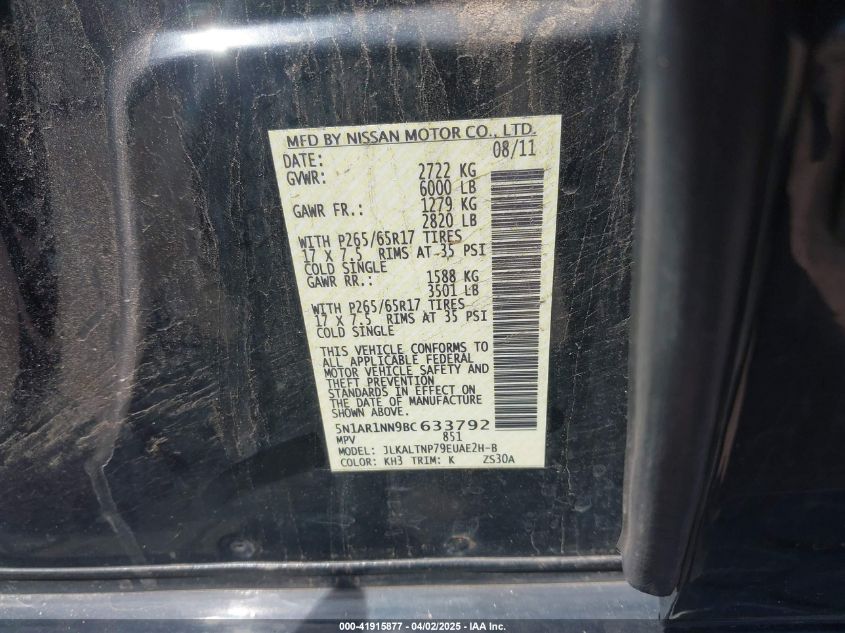 MFD BY NISSAN MOTOR CO., LTD.
DATE: 08/11
GVWR: 2722 KG
6000 LB
GAWR FR.: 1279 KG
2820 LB
WITH P265/65R17 TIRES
17 X 7.5 RIMS AT 35 PSI
COLD SINGLE
GAWR RR.: 1588 KG
3501 LB
WITH P265/65R17 TIRES
17 X 7.5 RIMS AT 35 PSI
COLD SINGLE
THIS VEHICLE CONFORMS TO
ALL APPLICABLE FEDERAL
MOTOR VEHICLE SAFETY AND
THEFT PREVENTION
STANDARDS IN EFFECT ON
THE DATE OF MANUFACTURE
SHOWN ABOVE.
5N1AR1NN9BC 633792
MPV 851
MODEL: JLKALTNP79EUAE2H-B
COLOR: KH3 TRIM: K ZS30A
000-41915877 - 04/02/2025 - IAA Inc.